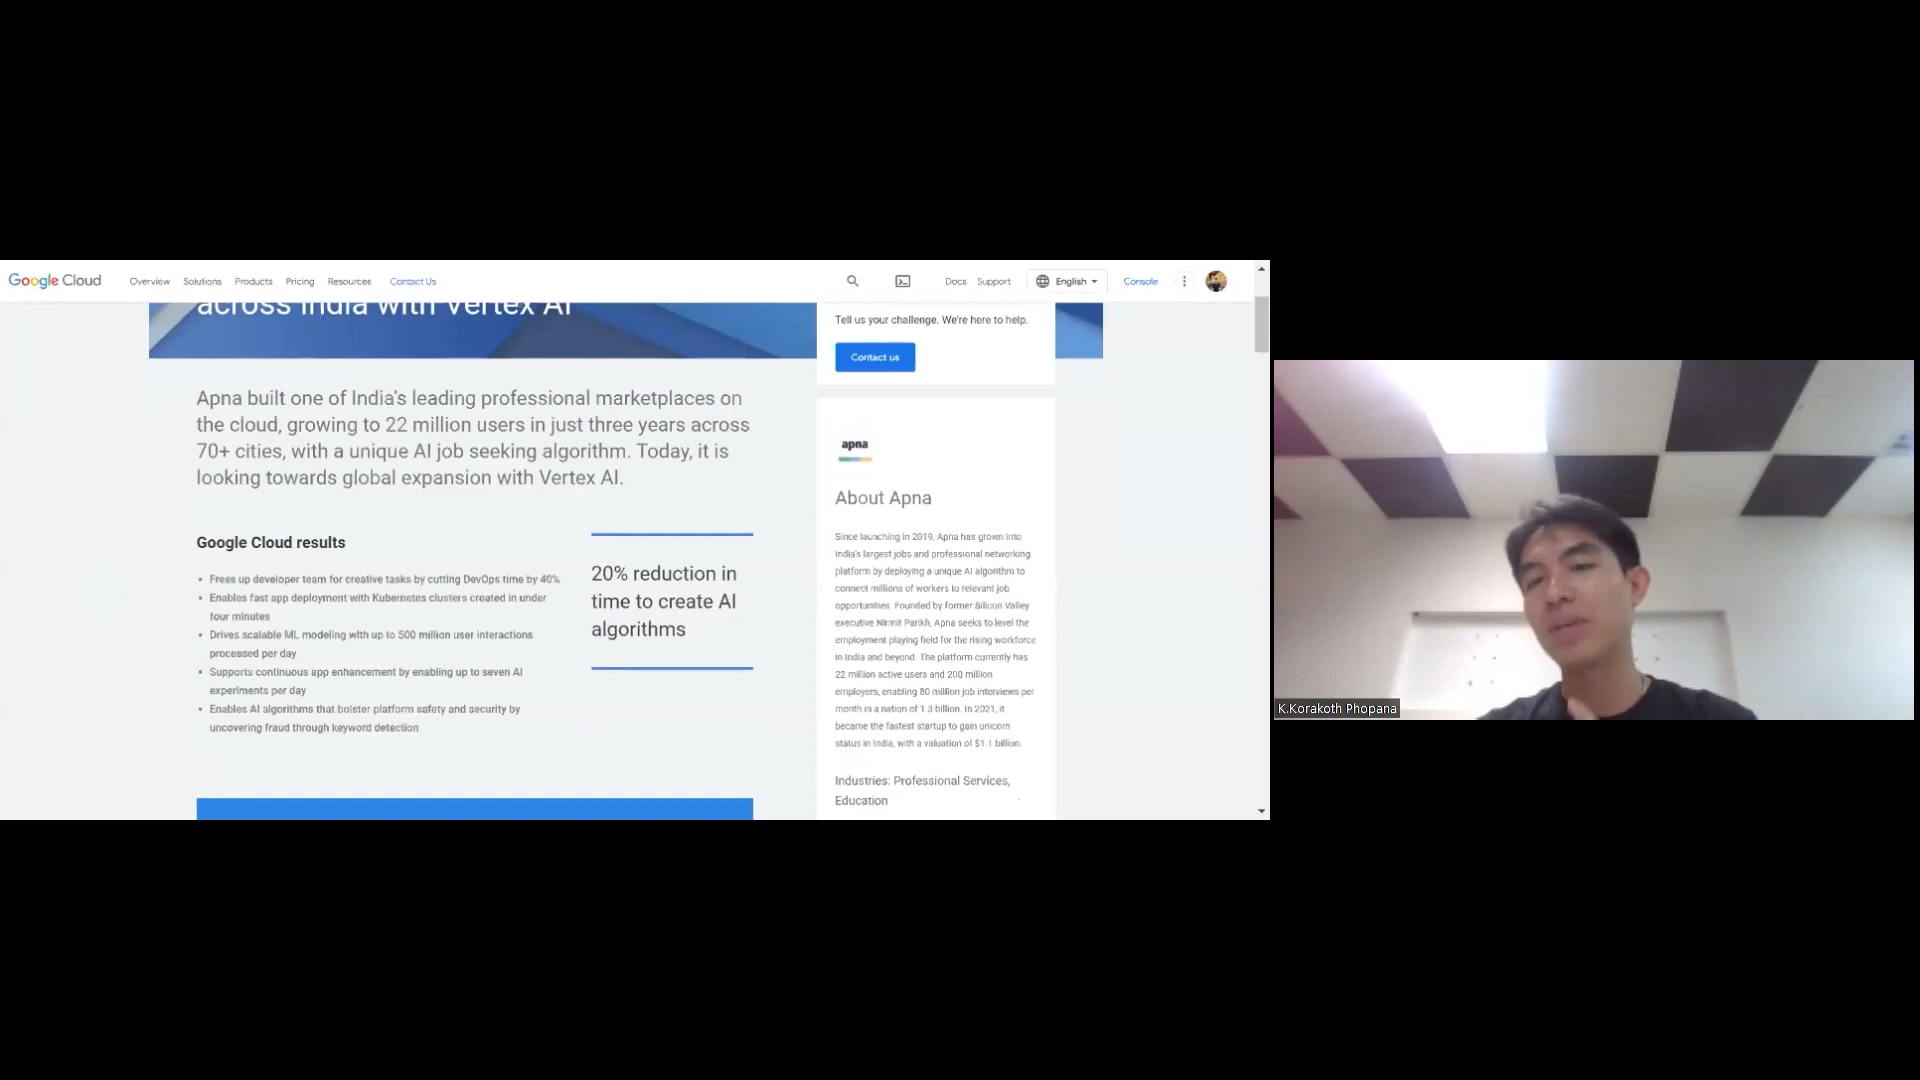 Google Cloud
Overview
Solutions
Products
Pricing
Resources
Contact Us
Docs
Support
English
Console
across India with Vertex AI
Tell us your challenge. We're here to help.
Contact us
Apna built one of India's leading professional marketplaces on
the cloud, growing to 22 million users in just three years across
70+ cities, with a unique AI job seeking algorithm. Today, it is
looking towards global expansion with Vertex AI.
Google Cloud results
• Frees up developer team for creative tasks by cutting DevOps time by 40%
• Enables fast app deployment with Kubernetes clusters created in under
four minutes
• Drives scalable ML modeling with up to 500 million user interactions
processed per day
• Supports continuous app enhancement by enabling up to seven AI
experiments per day
• Enables AI algorithms that bolster platform safety and security by
uncovering fraud through keyword detection
20% reduction in
time to create AI
algorithms
apna
About Apna
Since launching in 2019, Apna has grown into
India's largest jobs and professional networking
platform by deploying a unique AI algorithm to
connect millions of workers to relevant job
opportunities. Founded by former Silicon Valley
executive Nirmit Parikh, Apna seeks to level the
employment playing field for the rising workforce
in India and beyond. The platform currently has
22 million active users and 200 million
employers, enabling 80 million job interviews per
month in a nation of 1.3 billion. In 2021, it
became the fastest startup to gain unicorn
status in India, with a valuation of $1.1 billion.
Industries: Professional Services,
Education
K.Korakoth Phopana